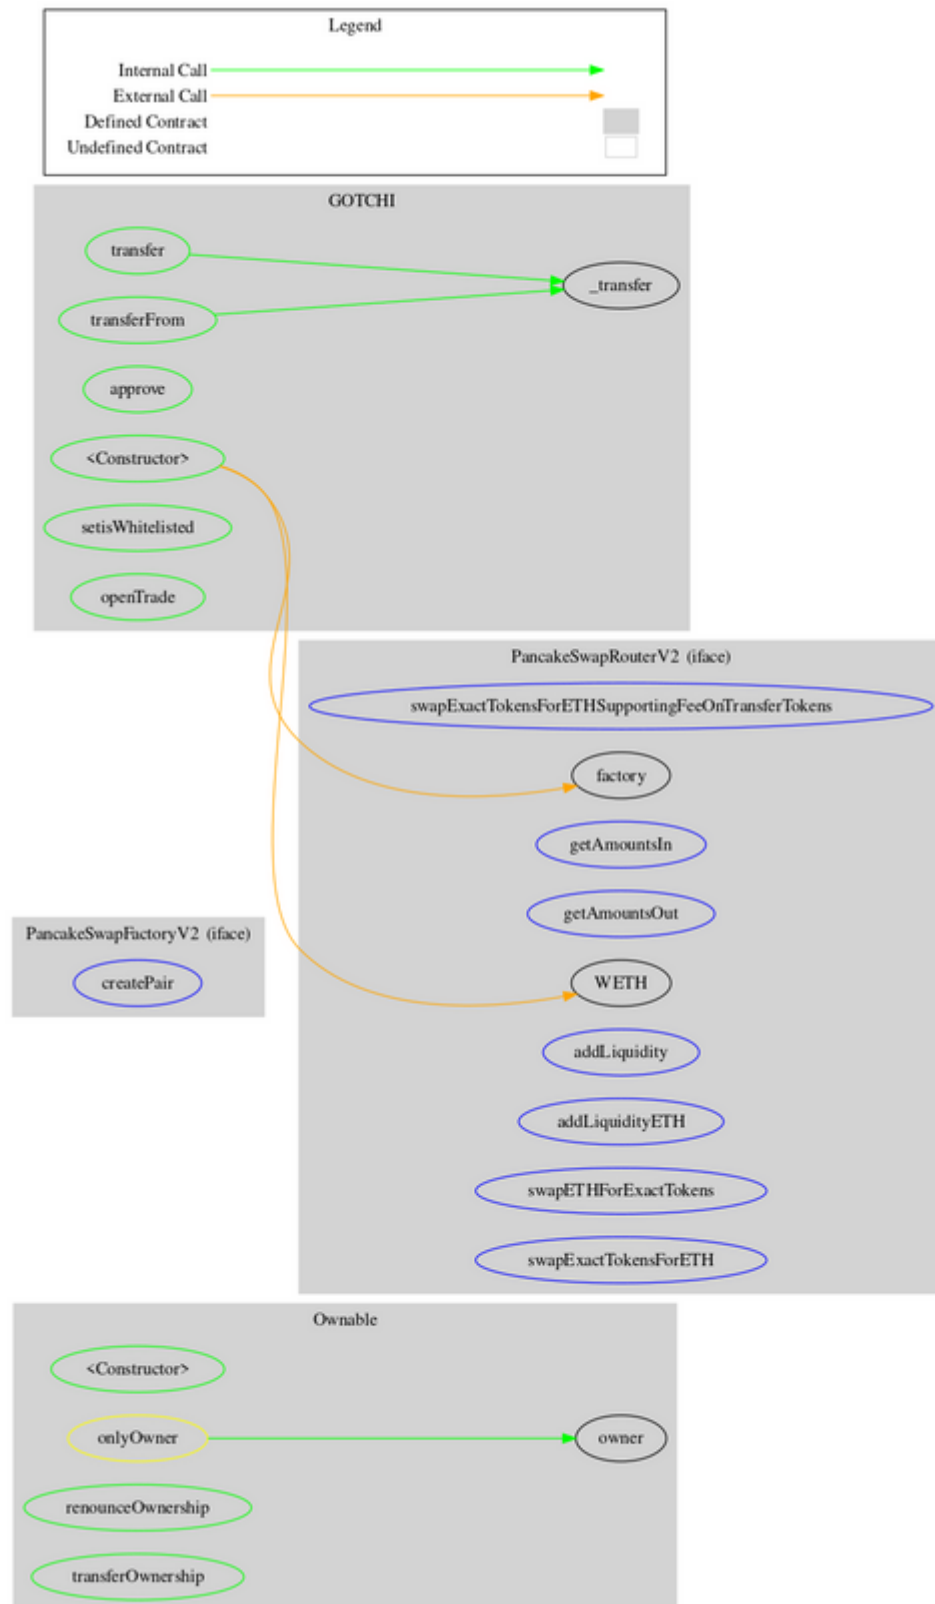 Legend
Internal Call
External Call
Defined Contract
Undefined Contract
GOTCHI
transfer
_transfer
transferFrom
approve
<Constructor>
setisWhitelisted
openTrade
PancakeSwapRouterV2 (iface)
swapExactTokensForETHSupportingFeeOnTransferTokens
factory
getAmountsIn
getAmountsOut
PancakeSwapFactoryV2 (iface)
createPair
WETH
addLiquidity
addLiquidityETH
swapETHForExactTokens
swapExactTokensForETH
Ownable
<Constructor>
onlyOwner
owner
renounceOwnership
transferOwnership